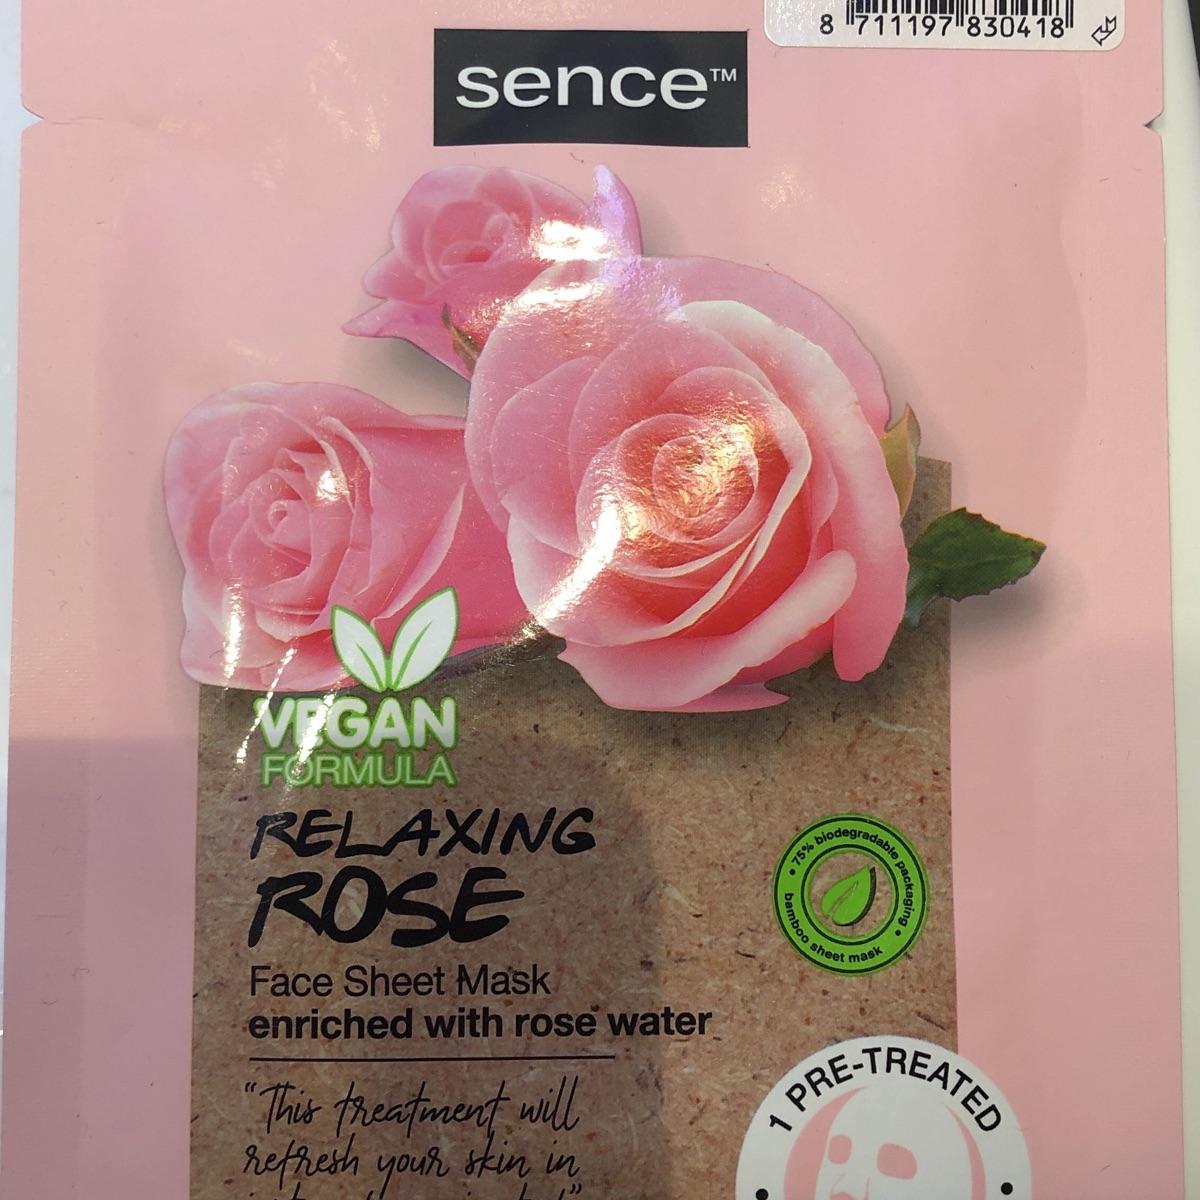 8 711197 830418
sence™
VEGAN
FORMULA
RELAXING
ROSE
75% biodegradable packaging
bamboo sheet mask
Face Sheet Mask
enriched with rose water
1 PRE-TREATED
"This treatment will
refresh your skin in